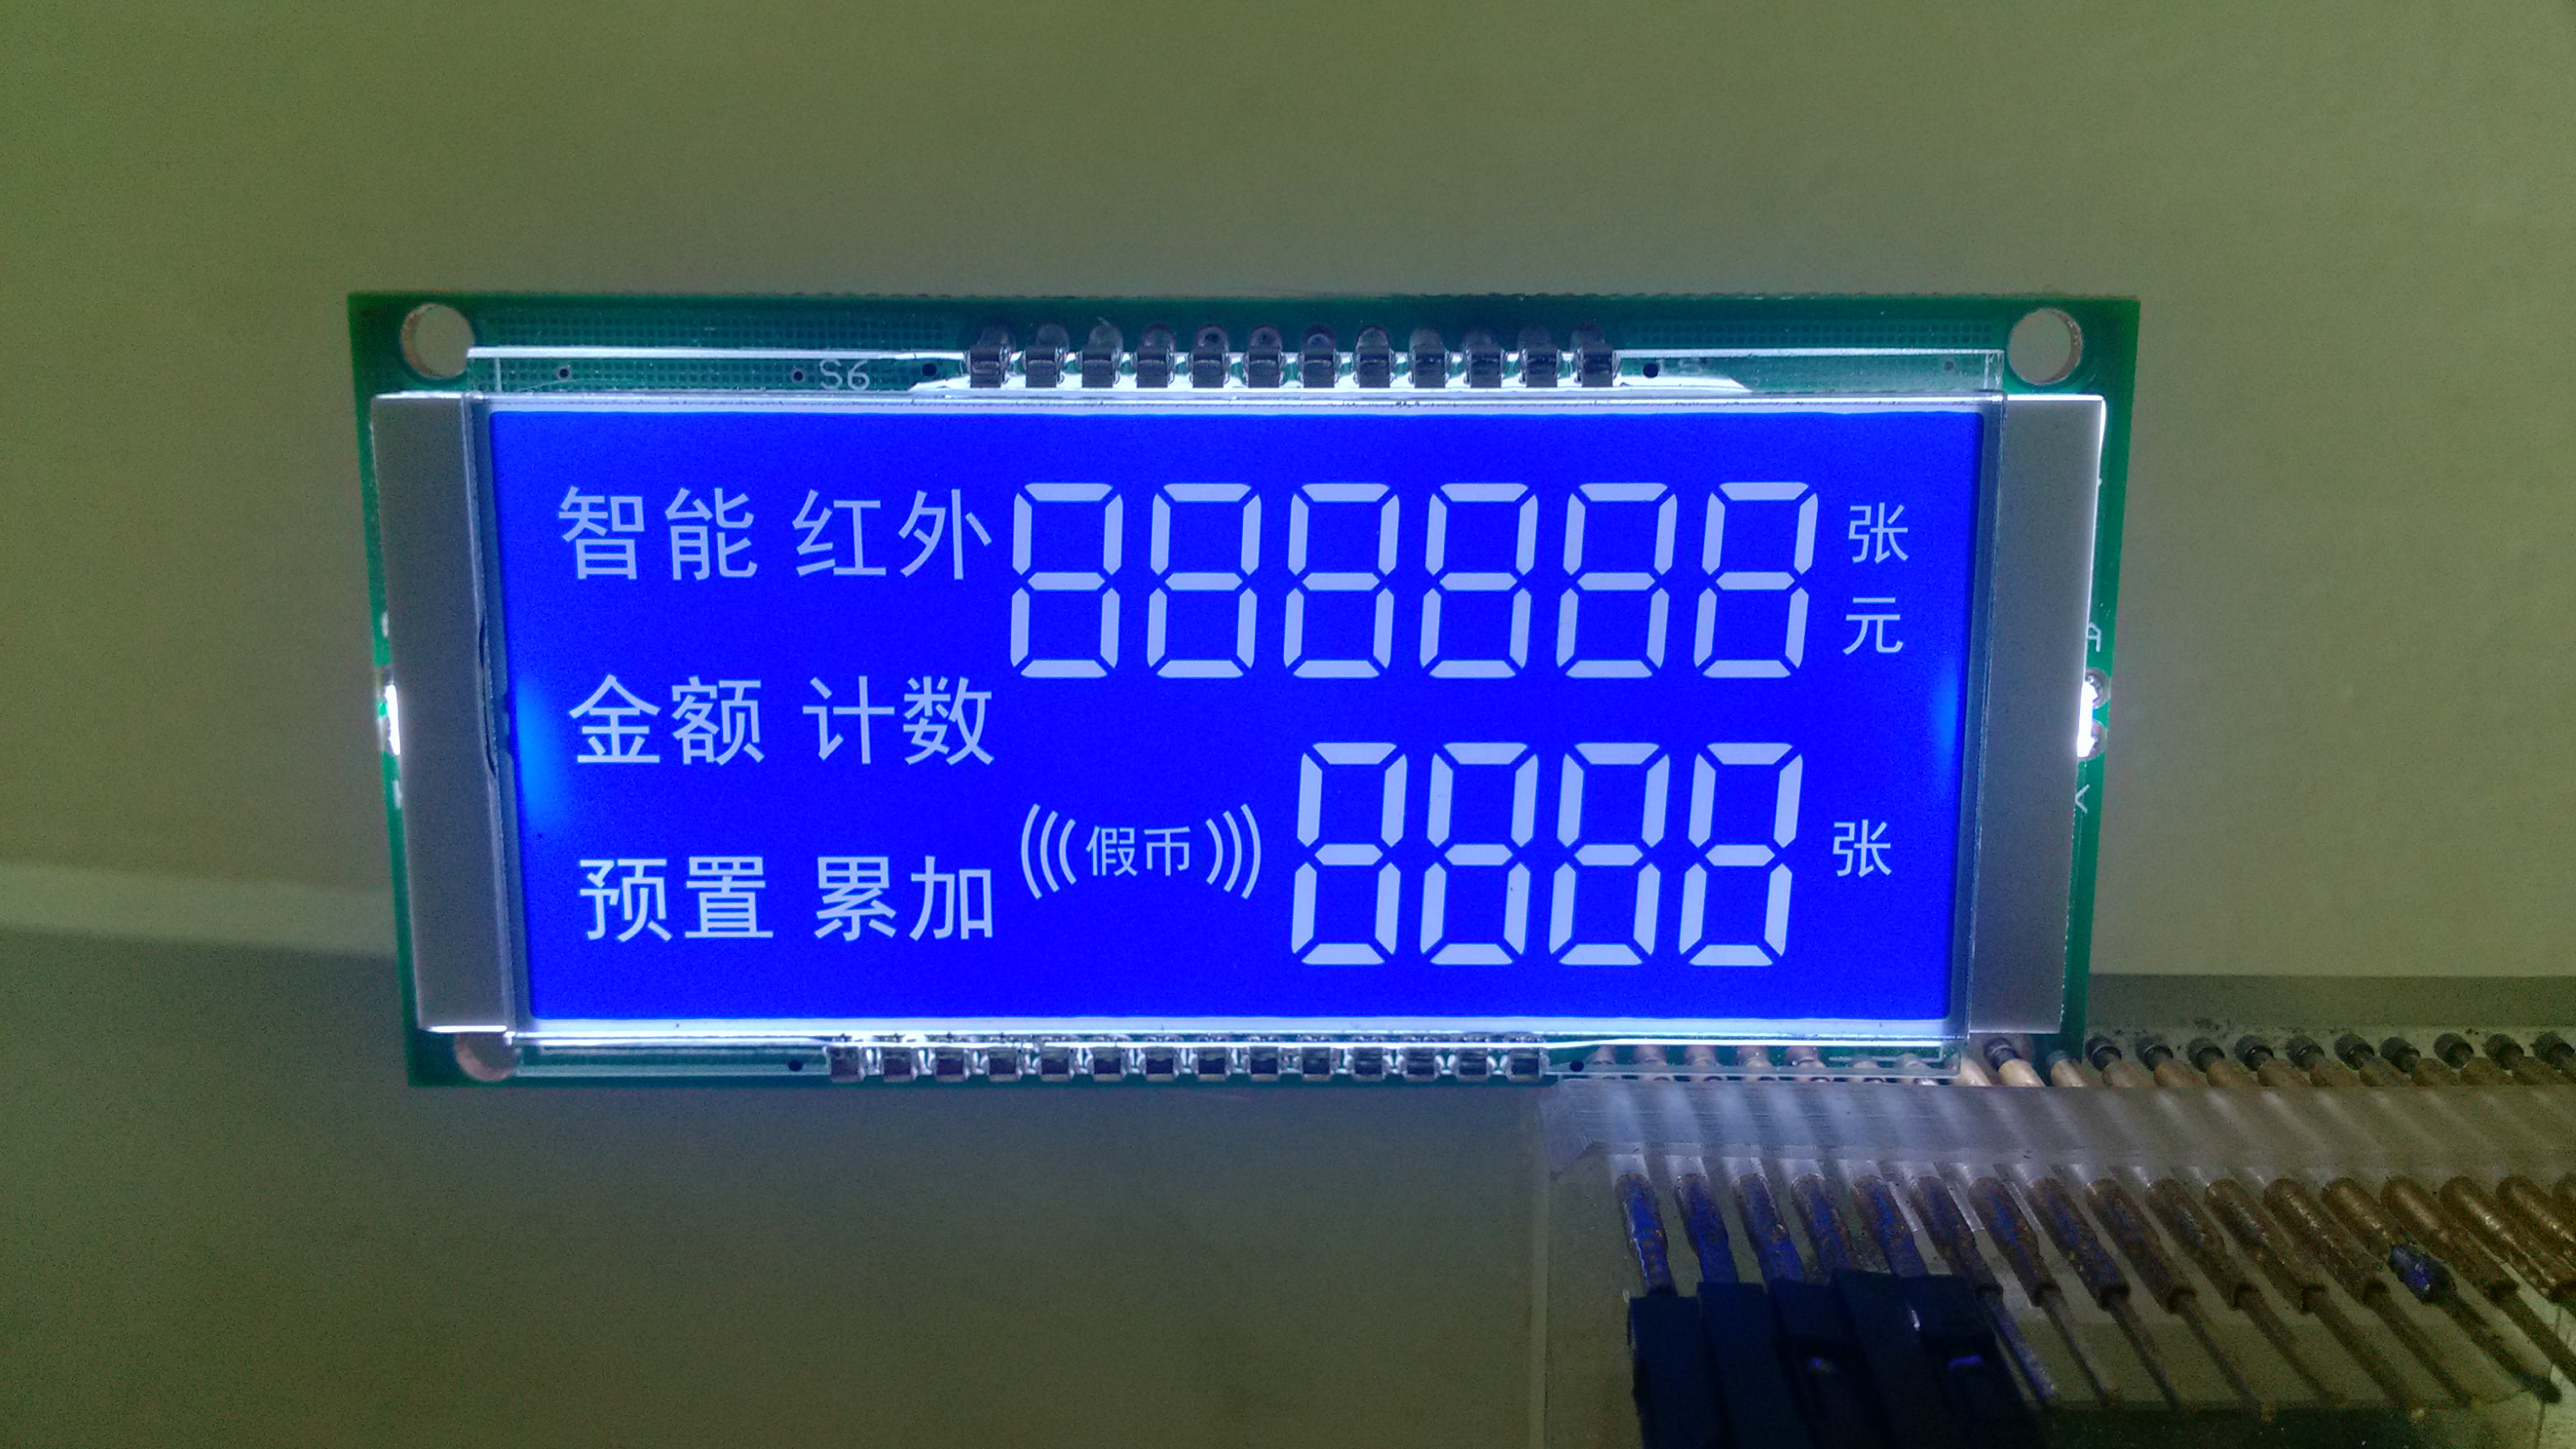 S6
智能 红外 888888 张
元
金额 计数
预置 累加 (((假币))) 8888 张
A
K